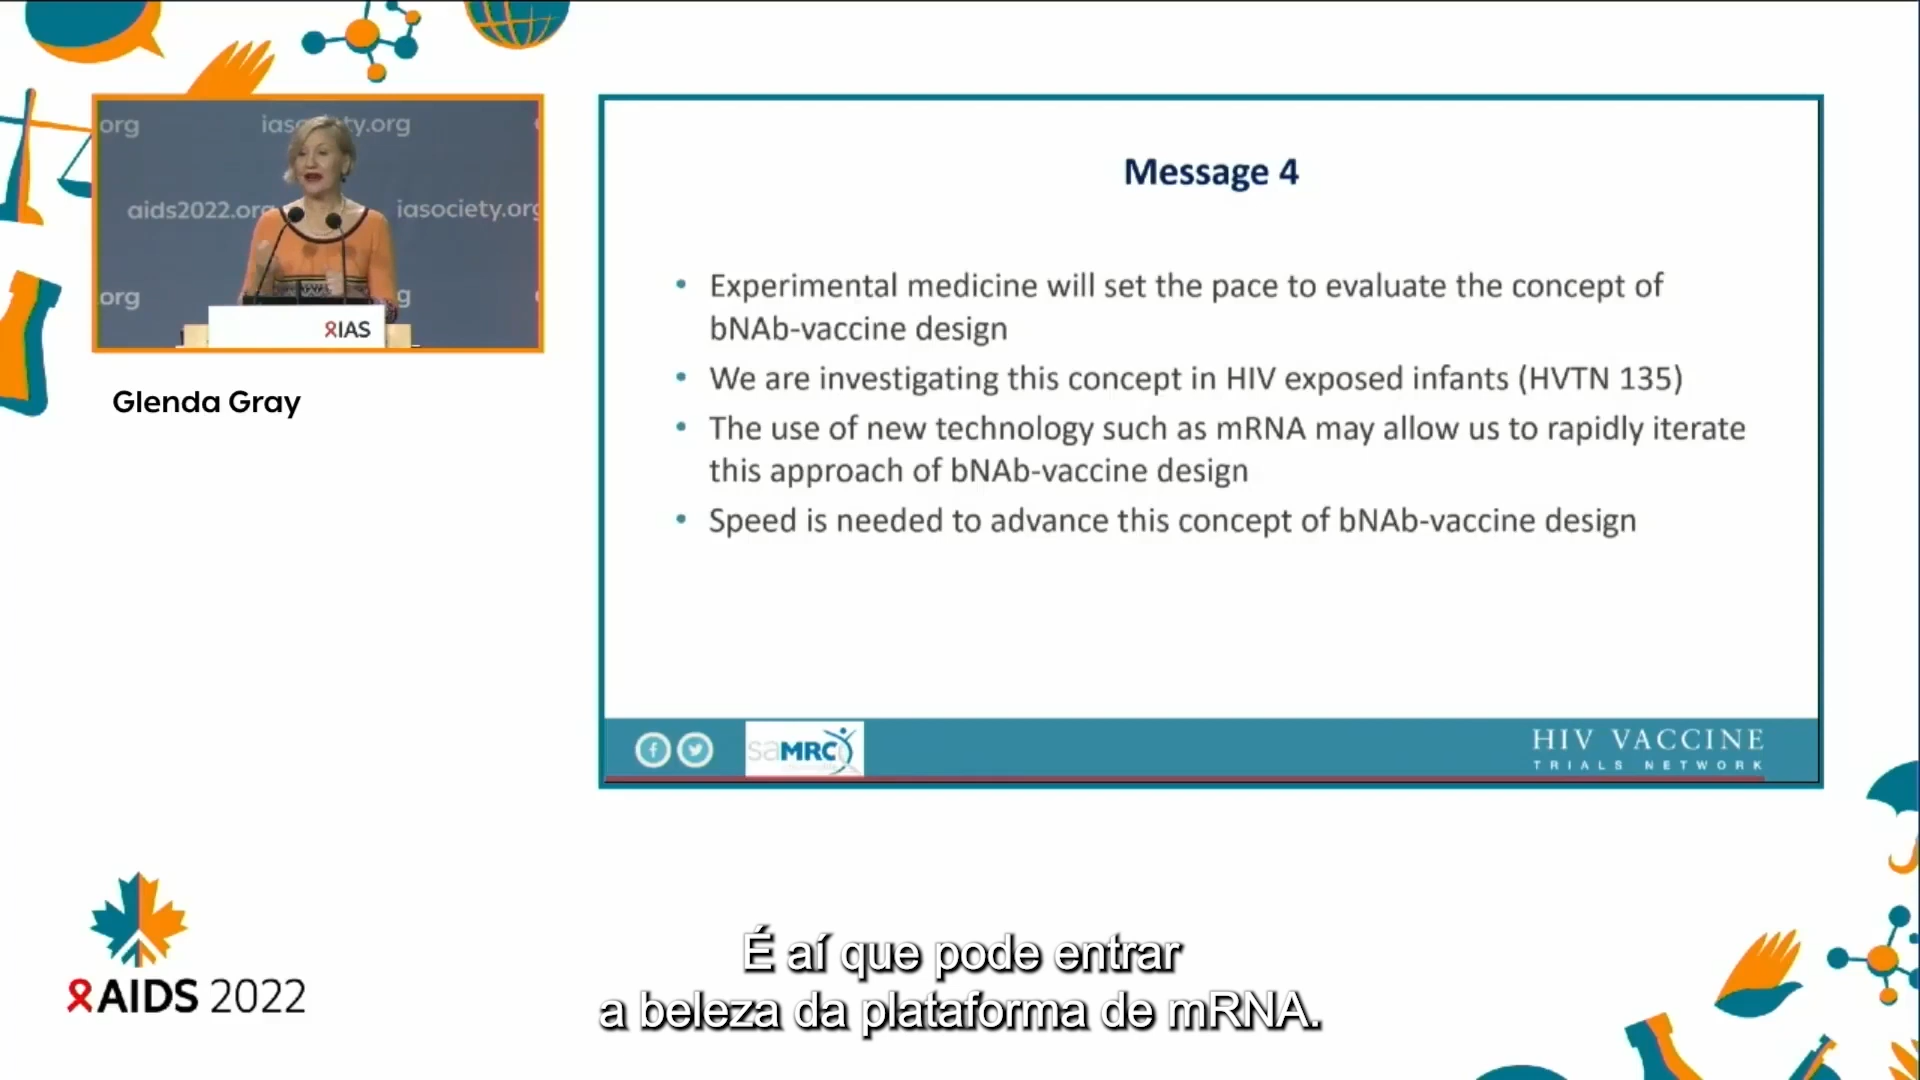 org
iasociety.org
aids2022.org
iasociety.org
org
g
IAS
Glenda Gray
Message 4
• Experimental medicine will set the pace to evaluate the concept of
bNAb-vaccine design
• We are investigating this concept in HIV exposed infants (HVTN 135)
• The use of new technology such as mRNA may allow us to rapidly iterate
this approach of bNAb-vaccine design
• Speed is needed to advance this concept of bNAb-vaccine design
saMRC
HIV VACCINE
TRIALS NETWORK
AIDS 2022
É aí que pode entrar
a beleza da plataforma de mRNA.